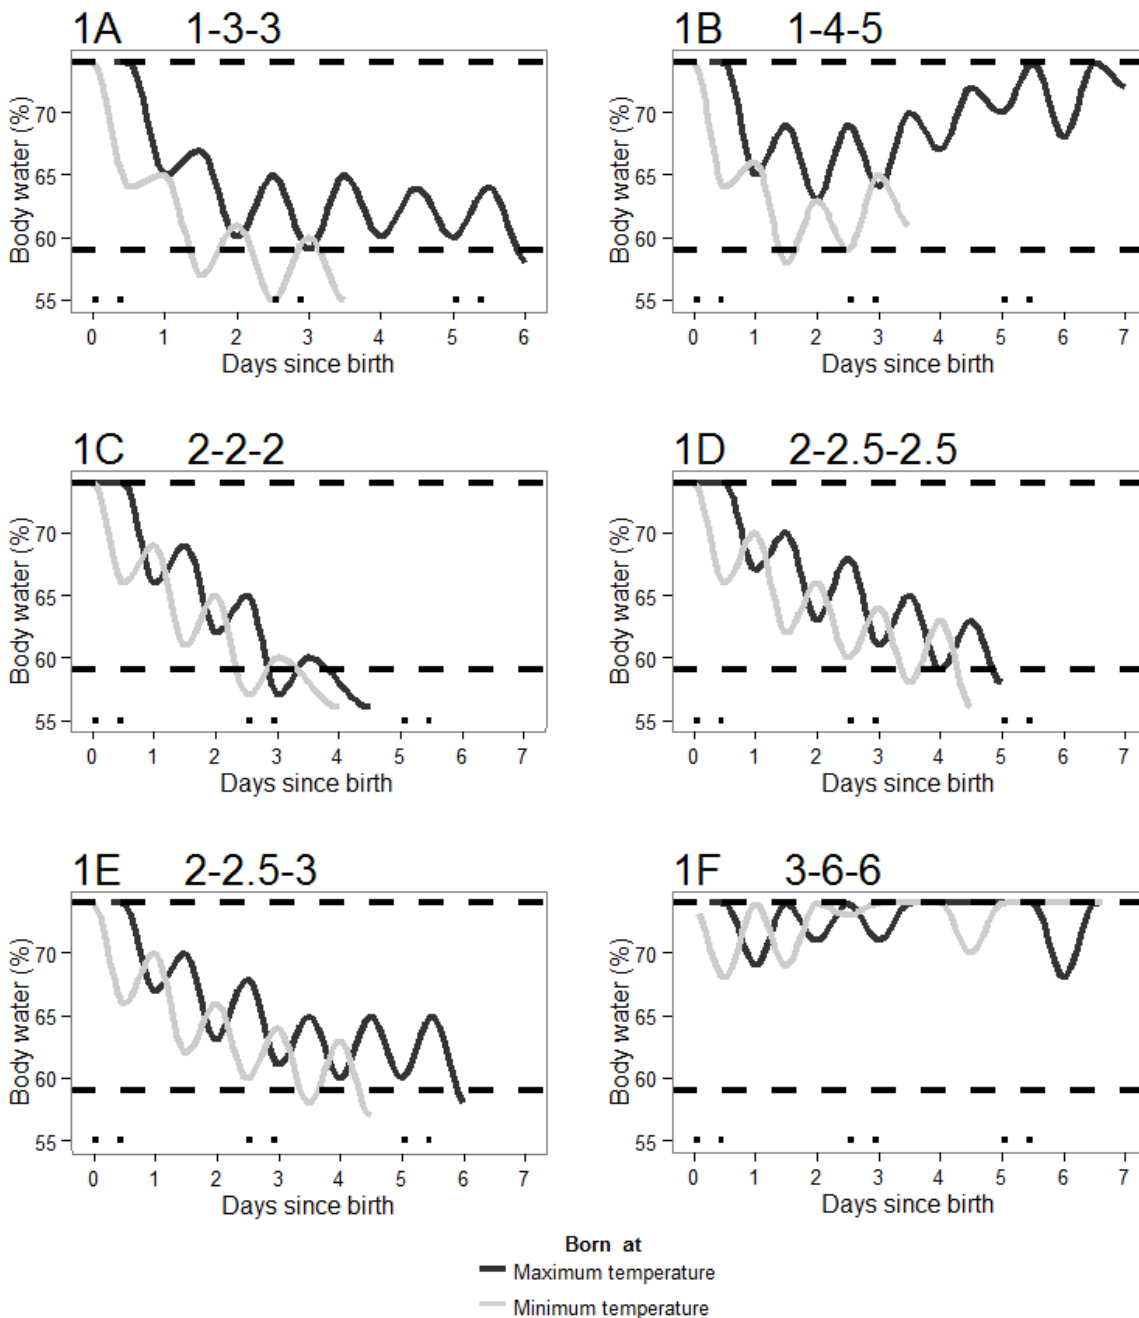 1A 1-3-3
1B 1-4-5
Body water (%)
70
65
60
55
0 1 2 3 4 5 6
Days since birth
Body water (%)
70
65
60
55
0 1 2 3 4 5 6 7
Days since birth
1C 2-2-2
1D 2-2.5-2.5
Body water (%)
70
65
60
55
0 1 2 3 4 5 6 7
Days since birth
Body water (%)
70
65
60
55
0 1 2 3 4 5 6 7
Days since birth
1E 2-2.5-3
1F 3-6-6
Body water (%)
70
65
60
55
0 1 2 3 4 5 6 7
Days since birth
Body water (%)
70
65
60
55
0 1 2 3 4 5 6 7
Days since birth
Born at
Maximum temperature
Minimum temperature